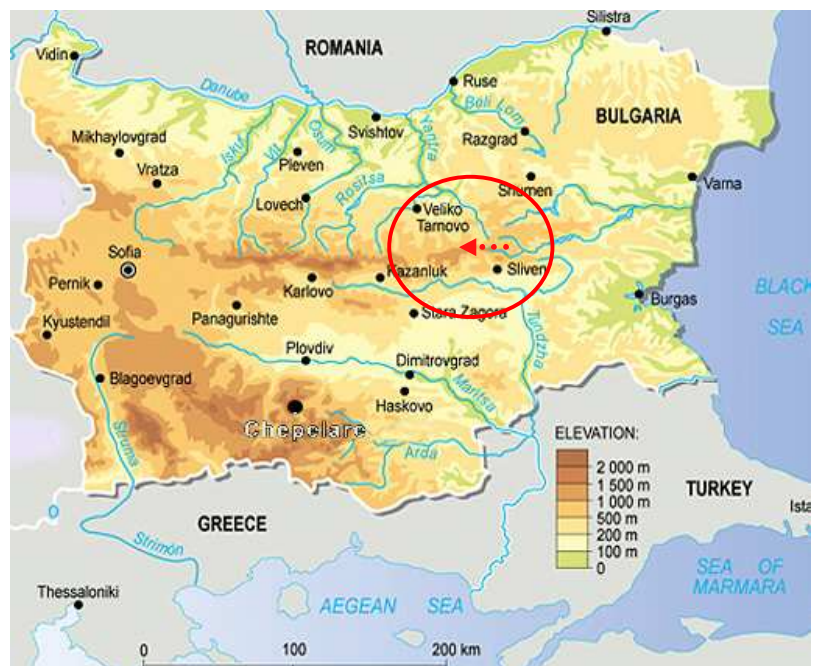 Silistra
ROMANIA
Vidin
Danube
Ruse
Beli Lom
BULGARIA
Iskur
Vit
Osim
Svishtov
Yantra
Razgrad
Mikhaylovgrad
Pleven
Vratza
Rositsa
Shumen
Varna
Lovech
Veliko
Tarnovo
Sofia
Sliven
Pernik
Kazanluk
Karlovo
BLACK
SEA
Burgas
Panagurishte
Stara Zagora
Kyustendil
Tundzha
Plovdiv
Dimitrovgrad
Blagoevgrad
Maritsa
Haskovo
Chepelare
ELEVATION:
Struma
Arda
2 000 m
1 500 m
1 000 m
500 m
200 m
100 m
0
TURKEY
Ista
GREECE
Strimón
SEA OF
MARMARA
Thessaloniki
AEGEAN SEA
0 100 200 km